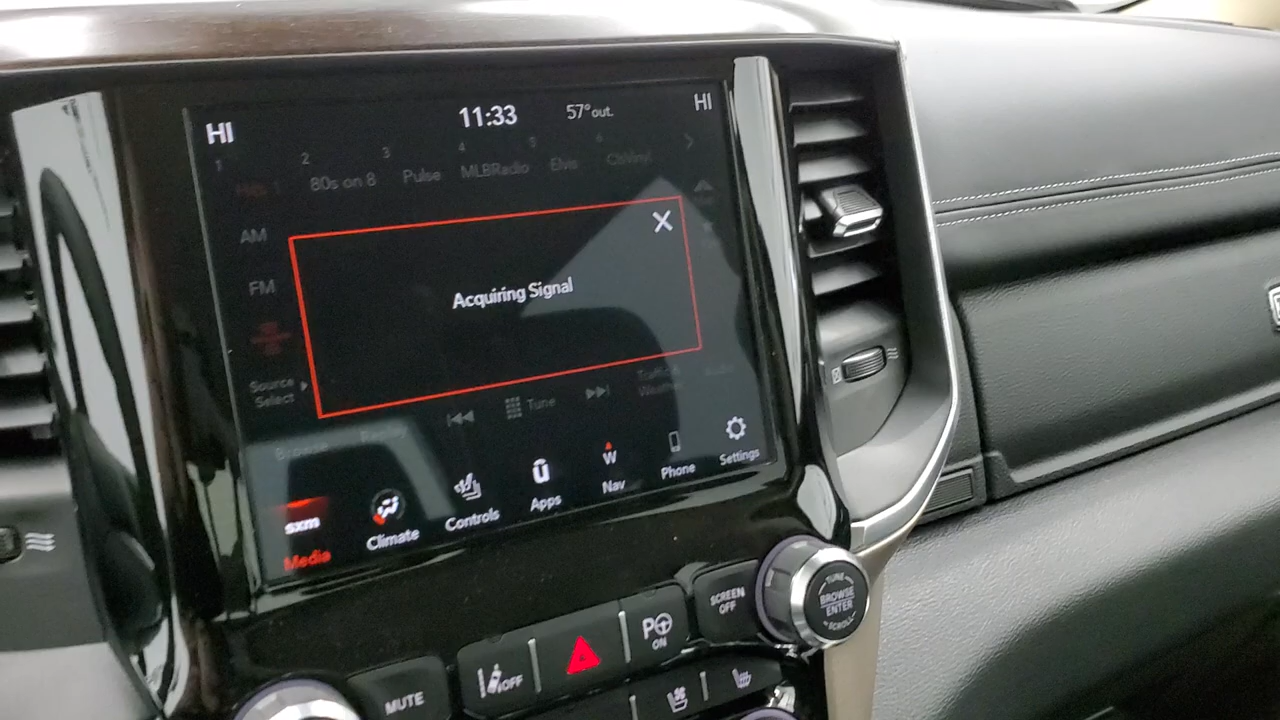 HI
11:33
57° out.
HI
1
2
3
4
5
6
80s on 8
Pulse
MLBRadio
Elvis
AM
FM
Acquiring Signal
Source
Select
Tune
sxm
Media
Climate
Controls
Apps
W
Nav
Phone
Settings
SCREEN
OFF
TUNE
BROWSE
ENTER
SCROLL
P
ON
OFF
MUTE